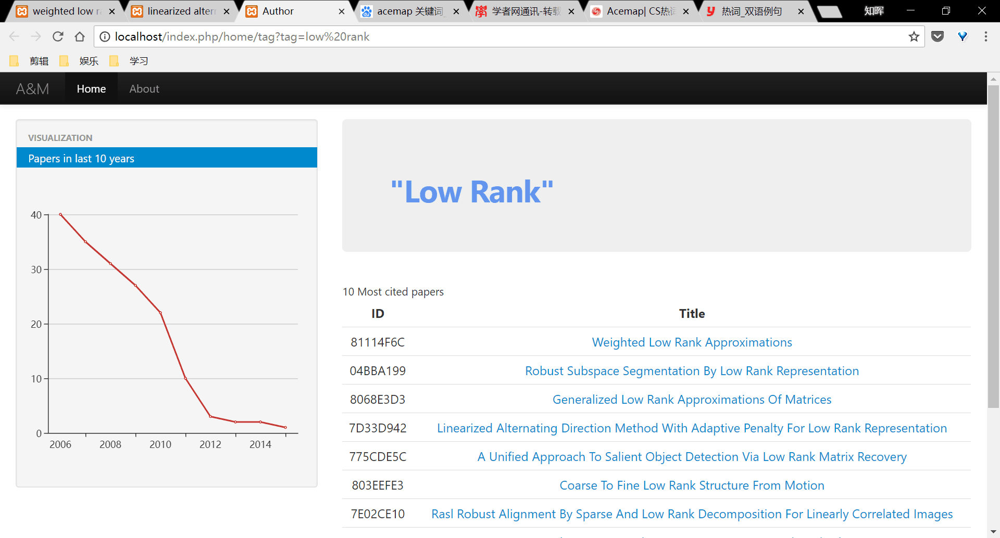 weighted low r
linearized alter
Author
acemap 关键词_
学者网通讯-转载
Acemap| CS热词
热词_双语例句
知晖
localhost/index.php/home/tag?tag=low%20rank
剪辑
娱乐
学习
A&M
Home
About
VISUALIZATION
Papers in last 10 years
40
30
20
10
0
2006
2008
2010
2012
2014
"Low Rank"
10 Most cited papers
ID Title
81114F6C Weighted Low Rank Approximations
04BBA199 Robust Subspace Segmentation By Low Rank Representation
8068E3D3 Generalized Low Rank Approximations Of Matrices
7D33D942 Linearized Alternating Direction Method With Adaptive Penalty For Low Rank Representation
775CDE5C A Unified Approach To Salient Object Detection Via Low Rank Matrix Recovery
803EEFE3 Coarse To Fine Low Rank Structure From Motion
7E02CE10 Rasl Robust Alignment By Sparse And Low Rank Decomposition For Linearly Correlated Images